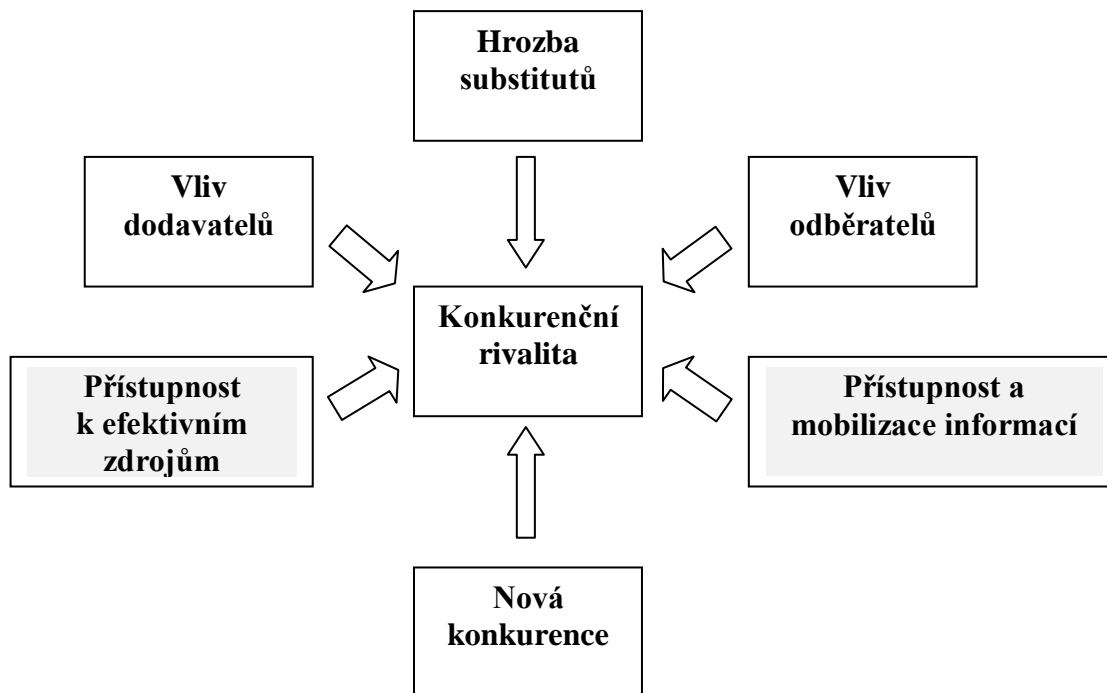 Hrozba
substitutů
Vliv
dodavatelů
Vliv
odběratelů
Konkurenční
rivalita
Přístupnost
k efektivním
zdrojům
Přístupnost a
mobilizace informací
Nová
konkurence